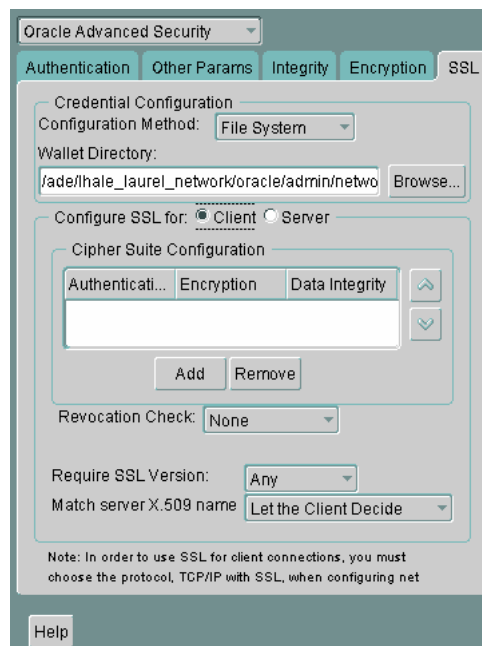 Oracle Advanced Security
Authentication Other Params Integrity Encryption SSL
Credential Configuration
Configuration Method: File System
Wallet Directory:
/ade/lhale_laurel_network/oracle/admin/netwo Browse...
Configure SSL for: Client Server
Cipher Suite Configuration
Authenticati... Encryption Data Integrity
Add Remove
Revocation Check: None
Require SSL Version: Any
Match server X.509 name Let the Client Decide
Note: In order to use SSL for client connections, you must
choose the protocol, TCP/IP with SSL, when configuring net
Help